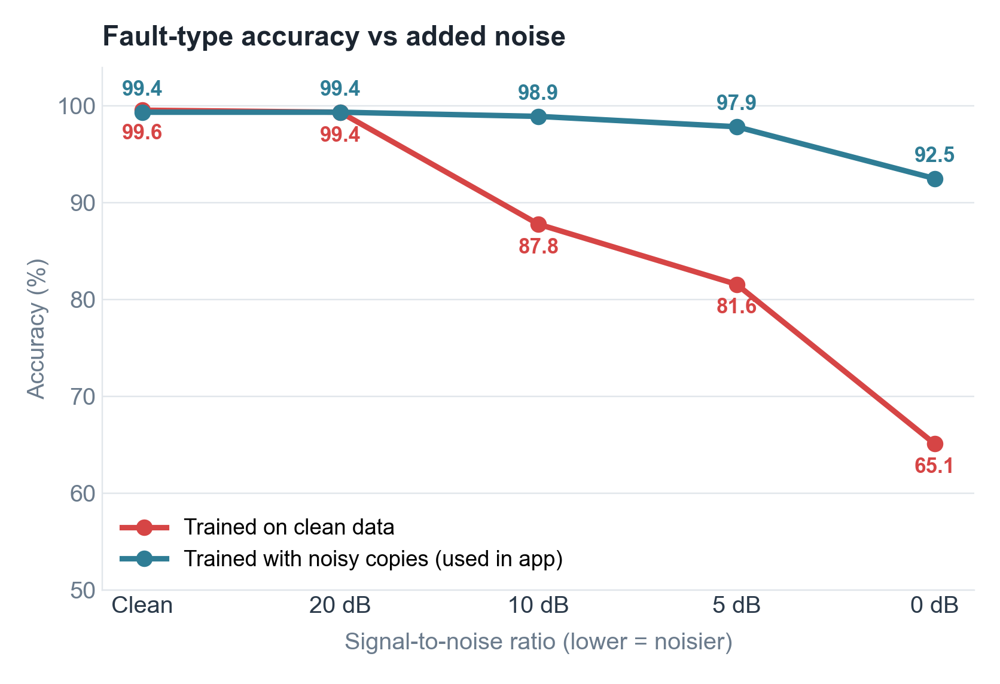 Fault-type accuracy vs added noise
99.4
99.4
98.9
97.9
92.5
99.6
99.4
87.8
81.6
65.1
100
90
80
70
60
50
Accuracy (%)
Trained on clean data
Trained with noisy copies (used in app)
Clean
20 dB
10 dB
5 dB
0 dB
Signal-to-noise ratio (lower = noisier)